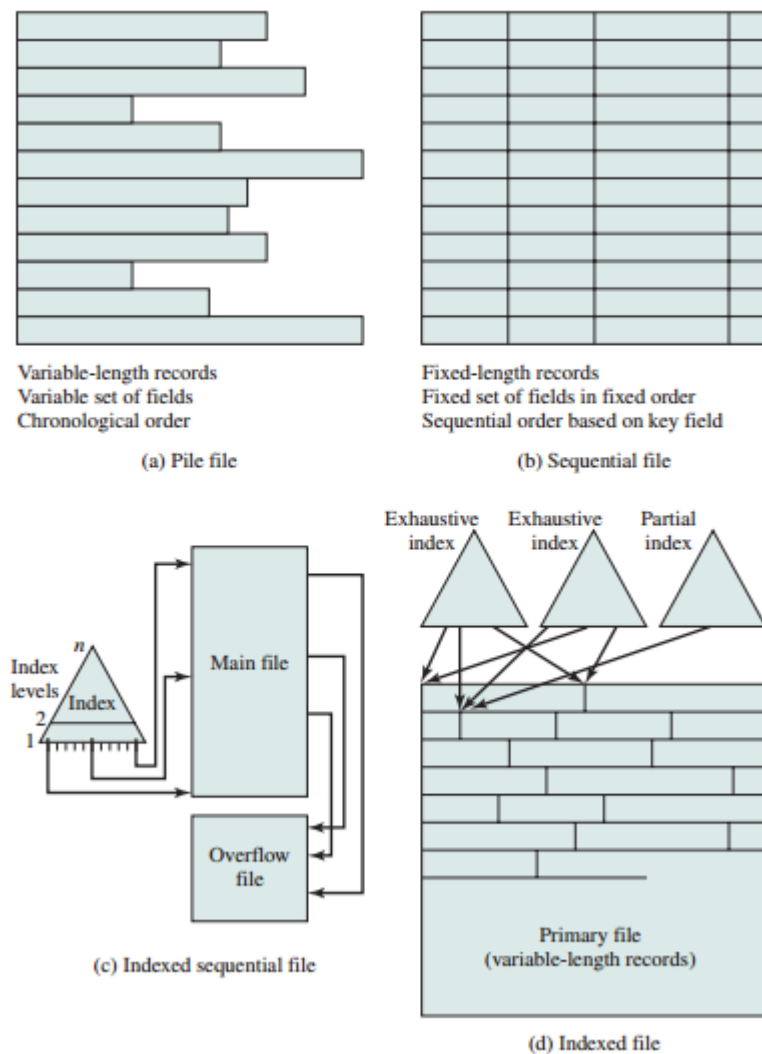 Variable-length records
Variable set of fields
Chronological order
(a) Pile file
Fixed-length records
Fixed set of fields in fixed order
Sequential order based on key field
(b) Sequential file
n
Index
levels
Index
2
1
Main file
Overflow
file
(c) Indexed sequential file
Exhaustive
index
Exhaustive
index
Partial
index
Primary file
(variable-length records)
(d) Indexed file